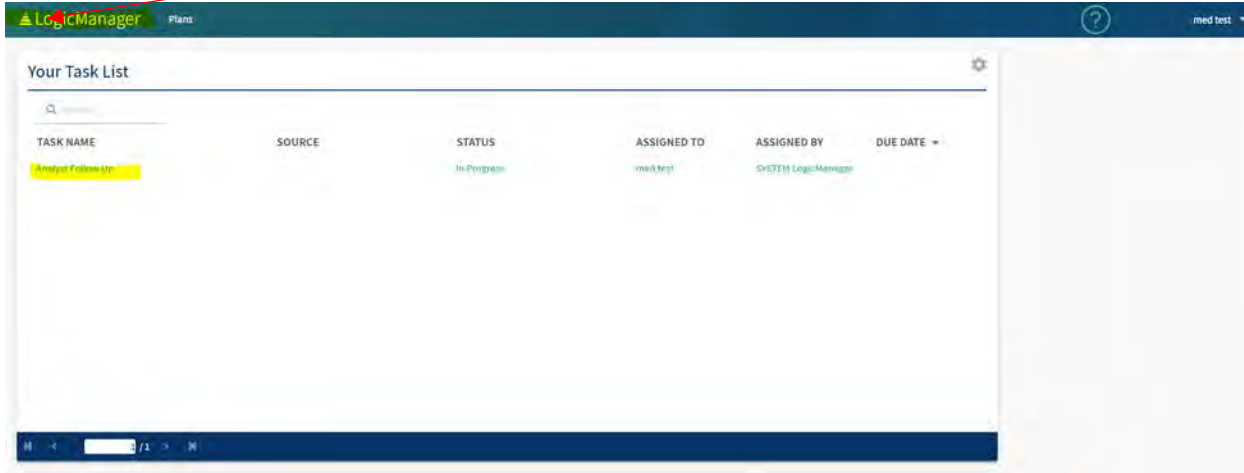 LogicManager Plans ? med test
Your Task List
TASK NAME SOURCE STATUS ASSIGNED TO ASSIGNED BY DUE DATE
Analyst Follow Up In Progress med test SYSTEM LogicManager
1 /1